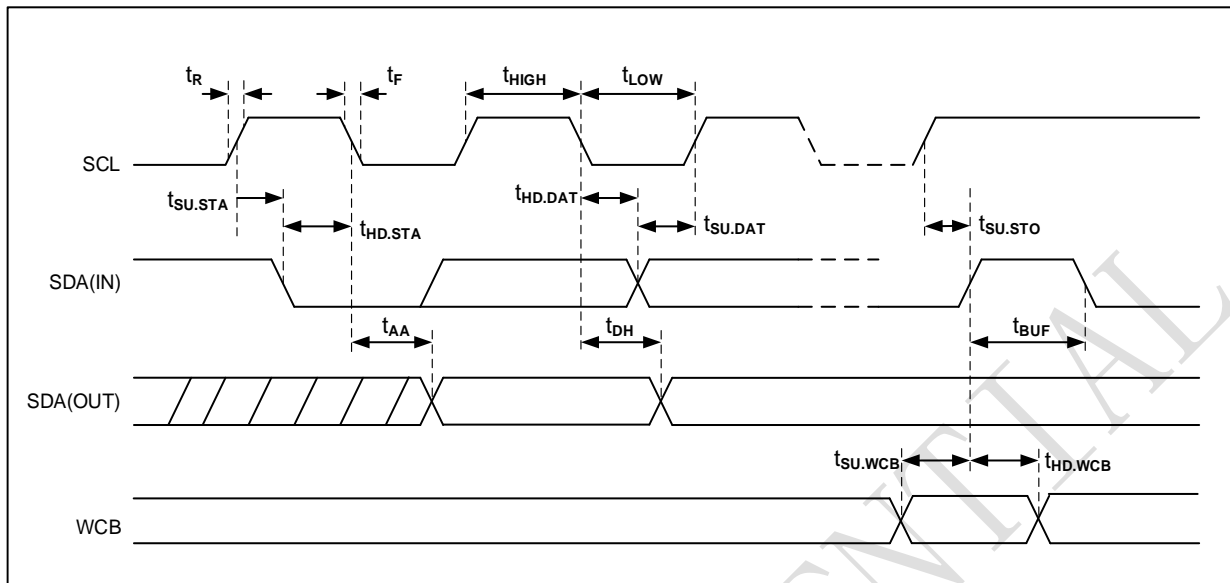 tR
tF
tHIGH
tLOW
SCL
tSU.STA
tHD.STA
tHD.DAT
tSU.DAT
tSU.STO
SDA(IN)
tAA
tDH
tBUF
SDA(OUT)
tSU.WCB
tHD.WCB
WCB
NTIAL